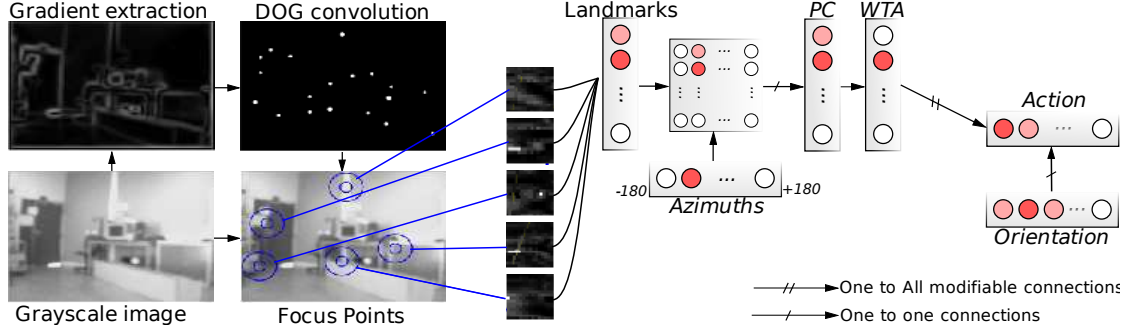 Gradient extraction
DOG convolution
Landmarks
PC
WTA
Action
-180
+180
Azimuths
Orientation
Grayscale image
Focus Points
One to All modifiable connections
One to one connections